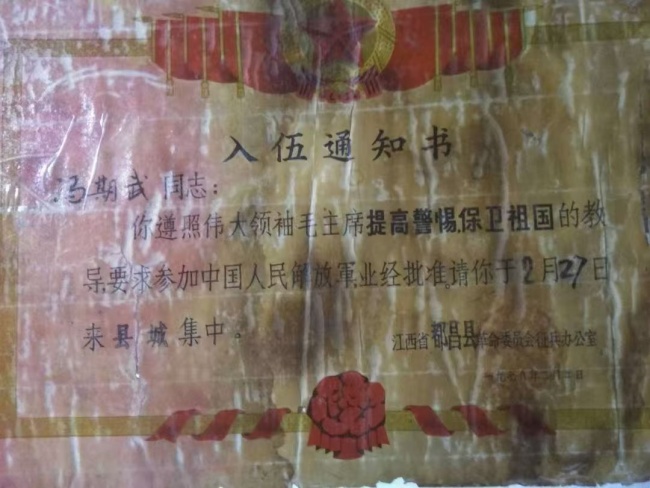 入伍通知书
冯期武同志：
你遵照伟大领袖毛主席提高警惕,保卫祖国的教
导,要求参加中国人民解放軍,业经批准,请你于2月27日
来县城集中。
江西省都昌县革命委员会征兵办公室